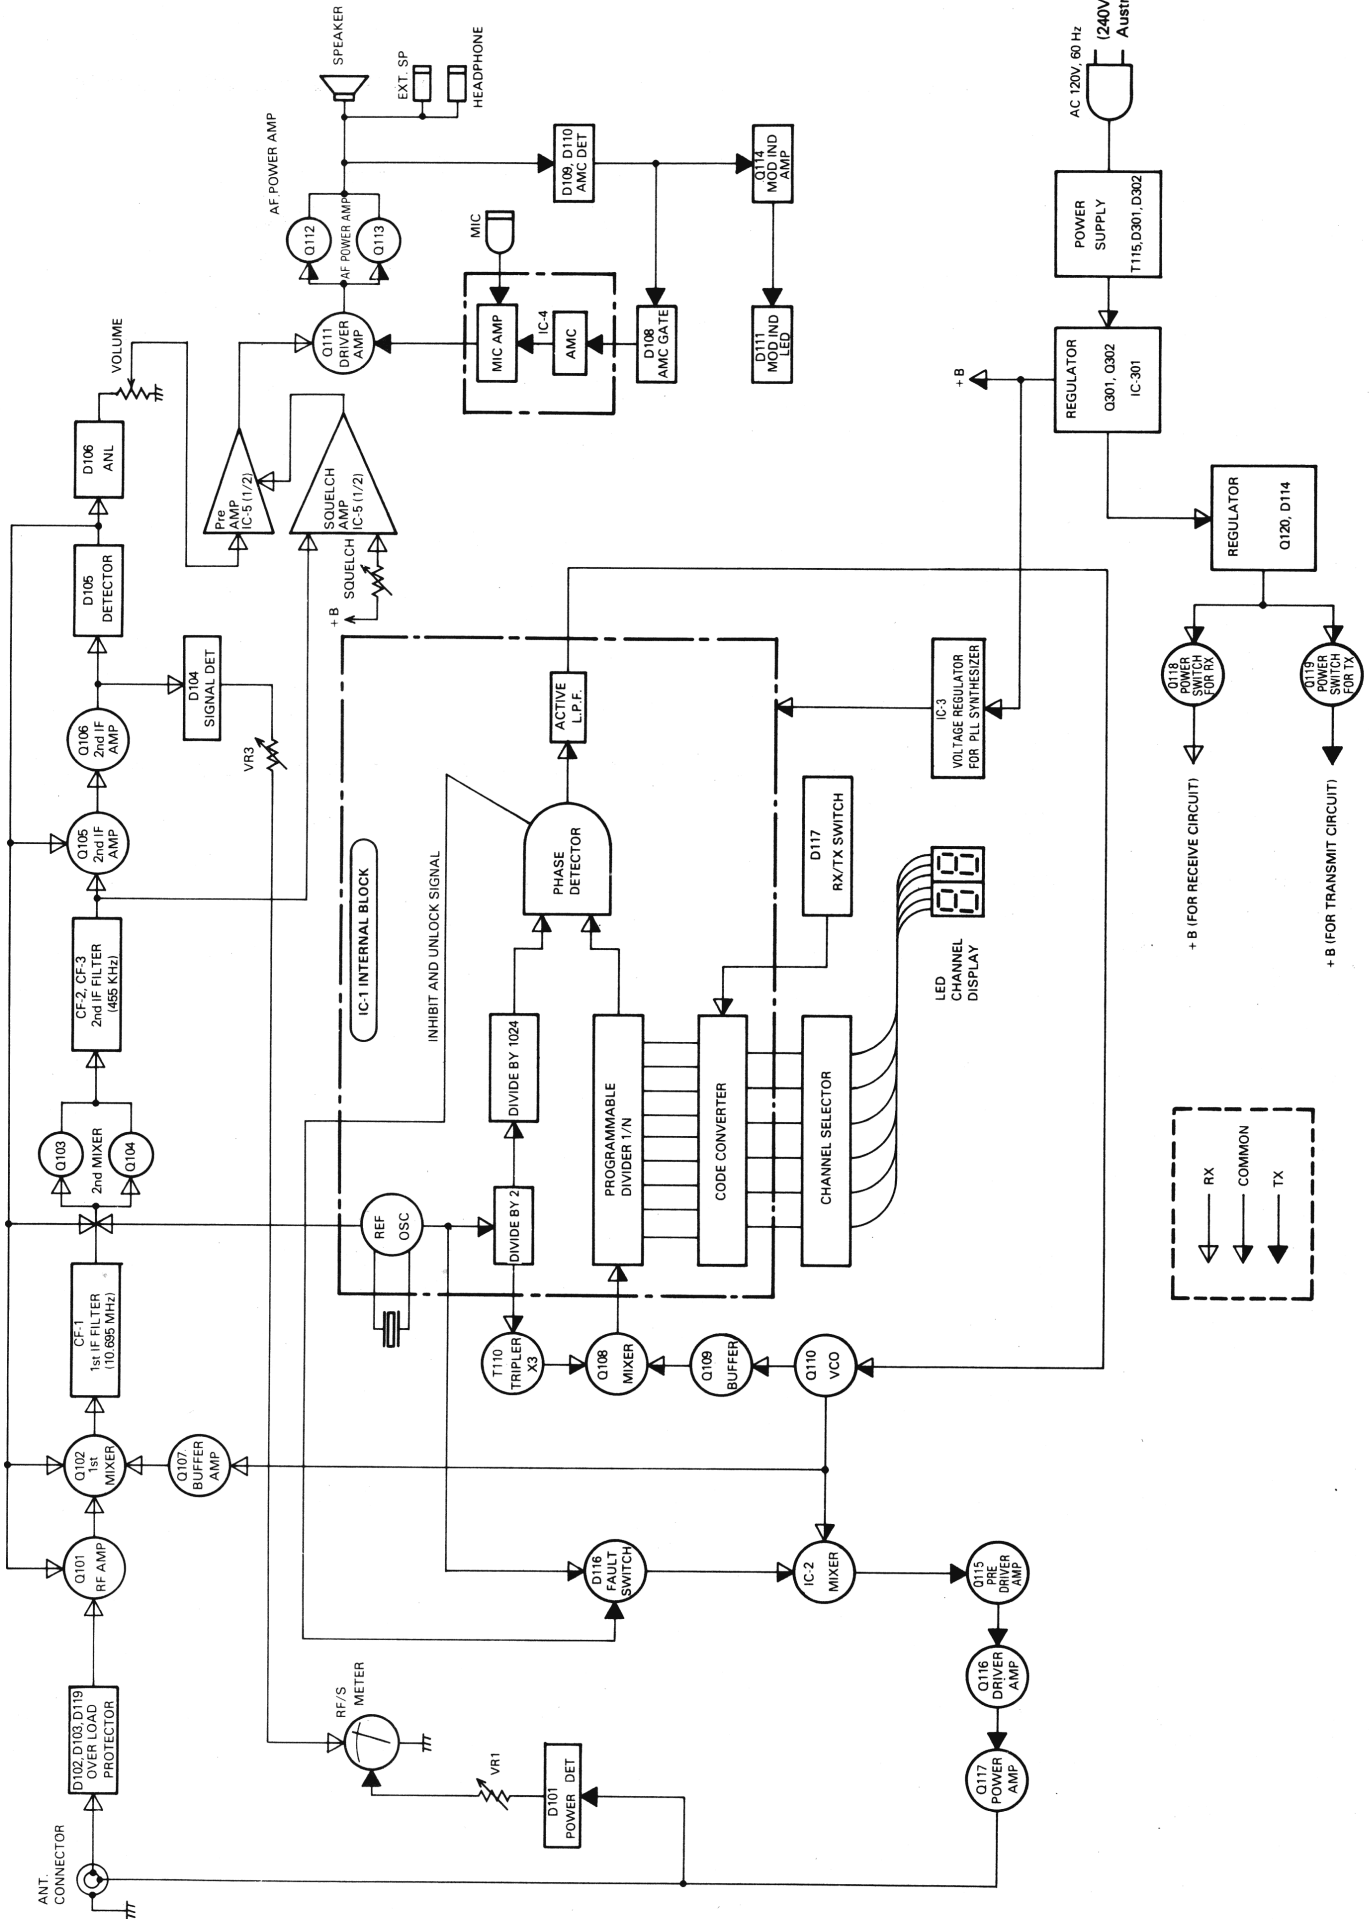 ANT.
CONNECTOR
D102, D103, D119
OVER LOAD
PROTECTOR
Q101
RF AMP
Q102
1st
MIXER
Q107
BUFFER
AMP
CF-1
1st IF FILTER
(10.695 MHz)
Q103
2nd MIXER
Q104
CF-2, CF-3
2nd IF FILTER
(455 KHz)
Q105
2nd IF
AMP
Q106
2nd IF
AMP
D104
SIGNAL DET
VR3
D105
DETECTOR
D106
ANL
VOLUME
Pre
AMP
IC-5 (1/2)
SQUELCH
AMP
IC-5 (1/2)
SQUELCH
+ B
Q111
DRIVER
AMP
AF POWER AMP
Q112
AF POWER AMP
Q113
SPEAKER
EXT. SP
HEADPHONE
MIC
MIC AMP
IC-4
AMC
D109, D110
AMC DET
D108
AMC GATE
Q114
MOD IND
AMP
D111
MOD IND
LED
RF/S
METER
VR1
D101
POWER DET
D116
FAULT
SWITCH
IC-2
MIXER
Q115
PRE
DRIVER
AMP
Q116
DRIVER
AMP
Q117
POWER
AMP
T110
TRIPLER
X3
Q108
MIXER
Q109
BUFFER
Q110
VCO
IC-1 INTERNAL BLOCK
REF
OSC
INHIBIT AND UNLOCK SIGNAL
DIVIDE BY 2
DIVIDE BY 1024
PROGRAMMABLE
DIVIDER 1/N
CODE CONVERTER
CHANNEL SELECTOR
PHASE
DETECTOR
ACTIVE
L.P.F.
D117
RX/TX SWITCH
IC-3
VOLTAGE REGULATOR
FOR PLL SYNTHESIZER
LED
CHANNEL
DISPLAY
88
AC 120V, 60 Hz
(240V
POWER
SUPPLY
T115, D301, D302
REGULATOR
Q301, Q302
IC-301
+ B
REGULATOR
Q120, D114
Q118
POWER
SWITCH
FOR RX
Q119
POWER
SWITCH
FOR TX
+ B (FOR RECEIVE CIRCUIT)
+ B (FOR TRANSMIT CIRCUIT)
RX
COMMON
TX